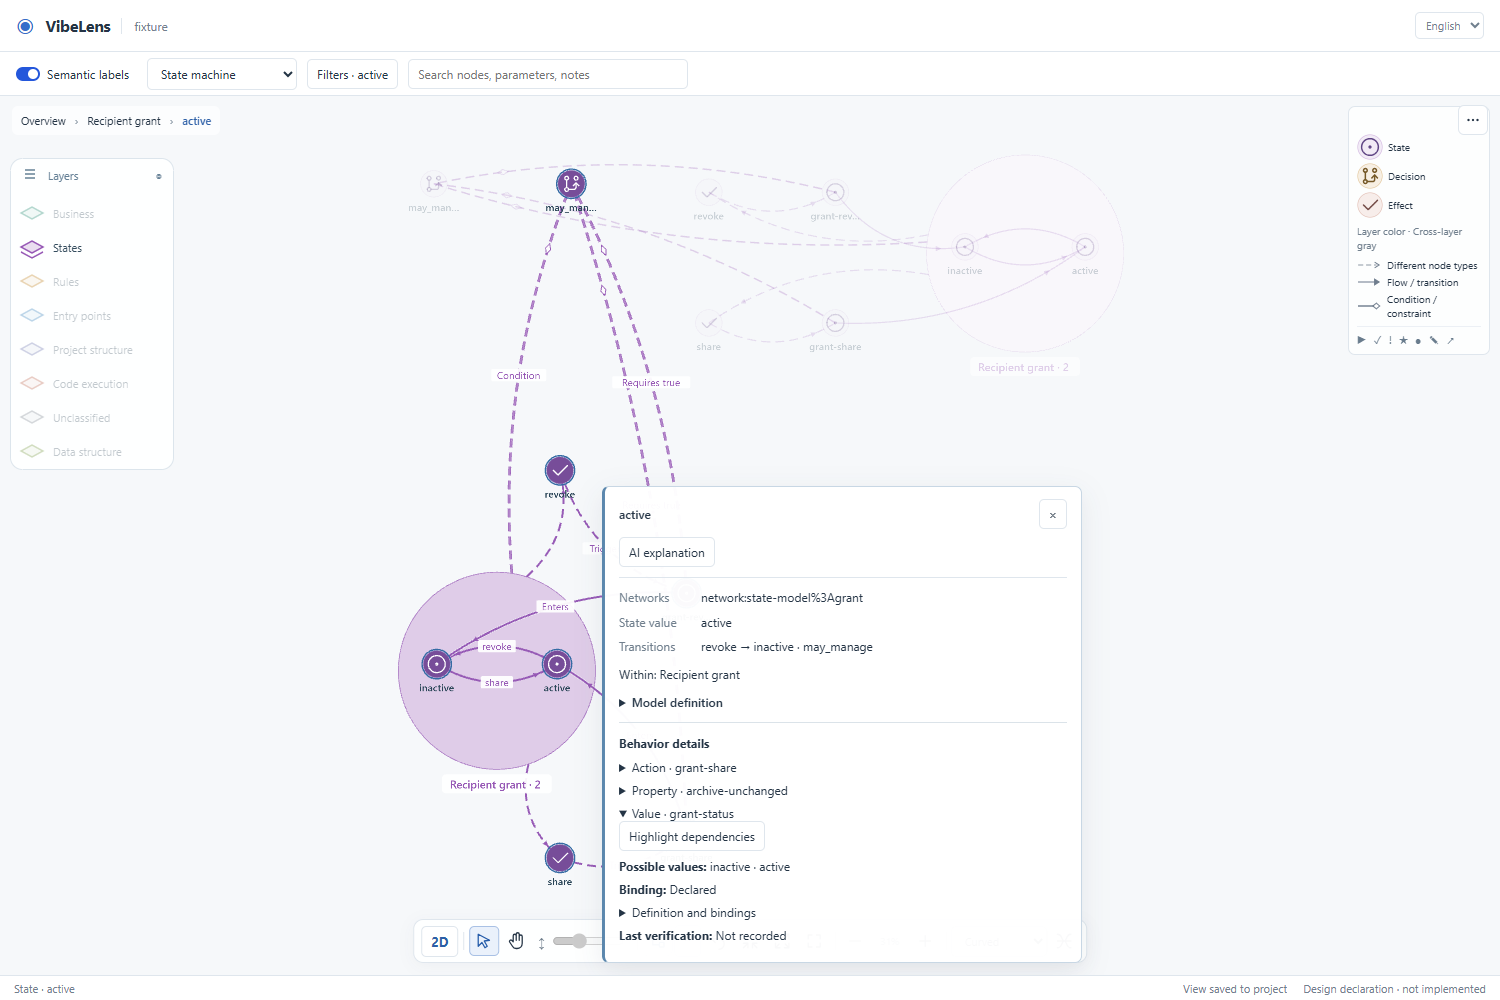 VibeLens
fixture
English
Semantic labels
State machine
Filters · active
Search nodes, parameters, notes
Overview › Recipient grant › active
Layers
Business
States
Rules
Entry points
Project structure
Code execution
Unclassified
Data structure
may_man...
may_man...
revoke
grant-rev...
inactive
active
share
grant-share
Recipient grant · 2
State
Decision
Effect
Layer color · Cross-layer
gray
Different node types
Flow / transition
Condition /
constraint
Condition
Requires true
revoke
Enters
revoke
share
inactive
active
Recipient grant · 2
share
active
×
AI explanation
Networks network:state-model%3Agrant
State value active
Transitions revoke → inactive · may_manage
Within: Recipient grant
▶ Model definition
Behavior details
▶ Action · grant-share
▶ Property · archive-unchanged
▼ Value · grant-status
Highlight dependencies
Possible values: inactive · active
Binding: Declared
▶ Definition and bindings
Last verification: Not recorded
2D
State · active
View saved to project
Design declaration · not implemented